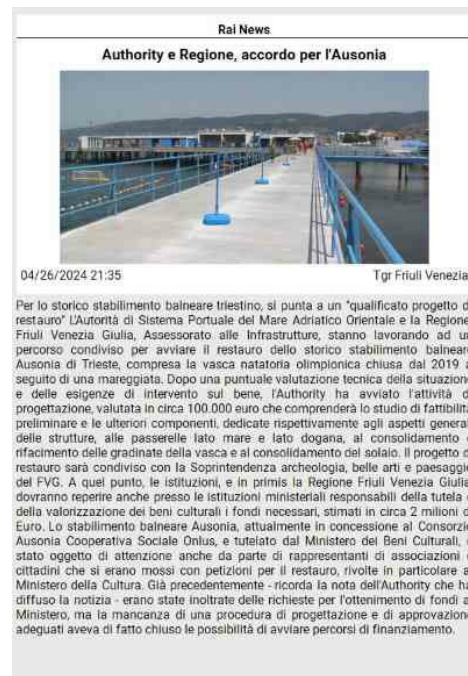 Rai News
Authority e Regione, accordo per l'Ausonia
04/26/2024 21:35
Tgr Friuli Venezia
Per lo storico stabilimento balneare triestino, si punta a un "qualificato progetto d
restauro" L'Autorità di Sistema Portuale del Mare Adriatico Orientale e la Regione
Friuli Venezia Giulia, Assessorato alle Infrastrutture, stanno lavorando ad un
percorso condiviso per avviare il restauro dello storico stabilimento balneare
Ausonia di Trieste, compresa la vasca natatoria olimpionica chiusa dal 2019 a
seguito di una mareggiata. Dopo una puntuale valutazione tecnica della situazion
e delle esigenze di intervento sul bene, l'Authority ha avviato l'attività d
progettazione, valutata in circa 100.000 euro che comprenderà lo studio di fattibilit
preliminare e le ulteriori componenti, dedicate rispettivamente agli aspetti general
delle strutture, alle passerelle lato mare e lato dogana, al consolidamento e
rifacimento delle gradinate della vasca e al consolidamento del solaio. Il progetto d
restauro sarà condiviso con la Soprintendenza archeologia, belle arti e paesaggio
del FVG. A quel punto, le istituzioni, e in primis la Regione Friuli Venezia Giulia
dovranno reperire anche presso le istituzioni ministeriali responsabili della tutela e
della valorizzazione dei beni culturali i fondi necessari, stimati in circa 2 milioni d
Euro. Lo stabilimento balneare Ausonia, attualmente in concessione al Consorzio
Ausonia Cooperativa Sociale Onlus, e tutelato dal Ministero dei Beni Culturali,
stato oggetto di attenzione anche da parte di rappresentanti di associazioni e
cittadini che si erano mossi con petizioni per il restauro, rivolte in particolare a
Ministero della Cultura. Già precedentemente - ricorda la nota dell'Authority che ha
diffuso la notizia - erano state inoltrate delle richieste per l'ottenimento di fondi a
Ministero, ma la mancanza di una procedura di progettazione e di approvazione
adeguati aveva di fatto chiuso le possibilità di avviare percorsi di finanziamento.